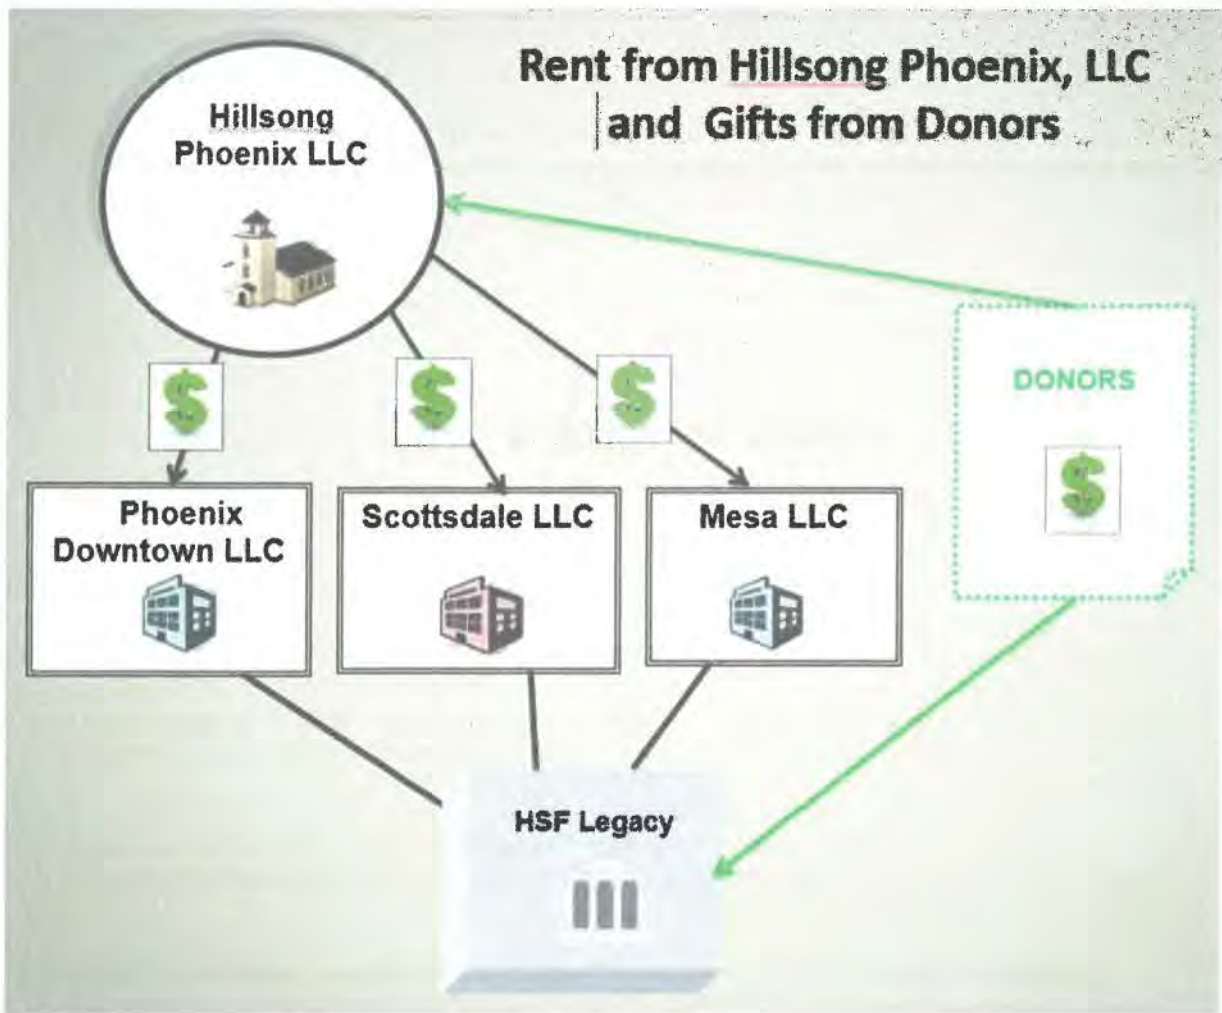 Rent from Hillsong Phoenix, LLC
and Gifts from Donors
Hillsong
Phoenix LLC
$
$
$
DONORS
$
Phoenix
Downtown LLC
Scottsdale LLC
Mesa LLC
HSF Legacy